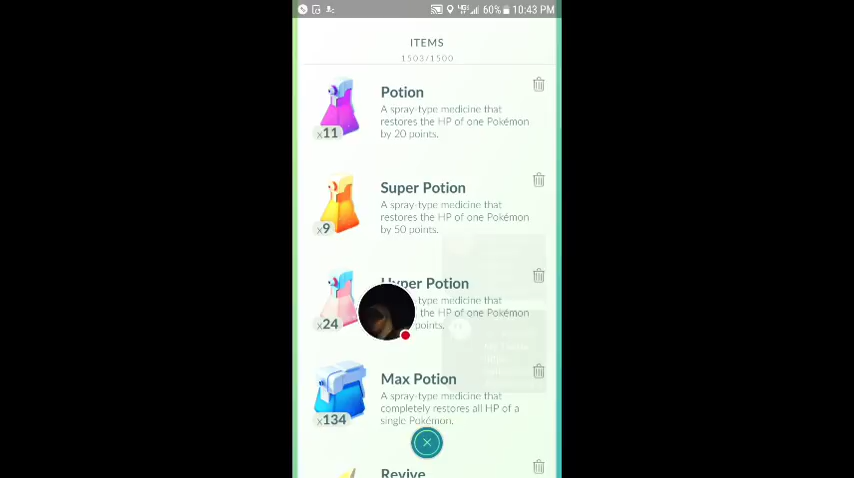 60% 10:43 PM
ITEMS
1503/1500
Potion
A spray-type medicine that
restores the HP of one Pokémon
by 20 points.
x11
Super Potion
A spray-type medicine that
restores the HP of one Pokémon
by 50 points.
x9
Hyper Potion
spray-type medicine that
the HP of one Pokémon
points.
x24
Max Potion
A spray-type medicine that
completely restores all HP of a
single Pokémon.
x134
Revive